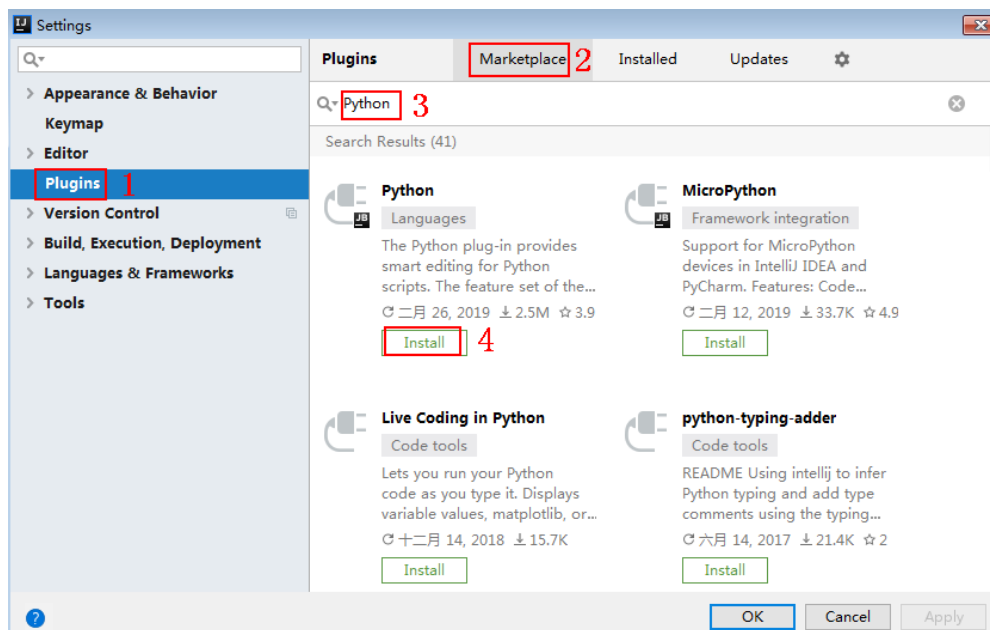 Settings
Appearance & Behavior
Keymap
Editor
Plugins 1
Version Control
Build, Execution, Deployment
Languages & Frameworks
Tools
Plugins Marketplace 2 Installed Updates
Python 3
Search Results (41)
Python
Languages
The Python plug-in provides
smart editing for Python
scripts. The feature set of the...
二月 26, 2019 2.5M 3.9
Install 4
MicroPython
Framework integration
Support for MicroPython
devices in IntelliJ IDEA and
PyCharm. Features: Code...
二月 12, 2019 33.7K 4.9
Install
Live Coding in Python
Code tools
Lets you run your Python
code as you type it. Displays
variable values, matplotlib, or...
十二月 14, 2018 15.7K
Install
python-typing-adder
Code tools
README Using intellij to infer
Python typing and add type
comments using the typing...
六月 14, 2017 21.4K 2
Install
? OK Cancel Apply